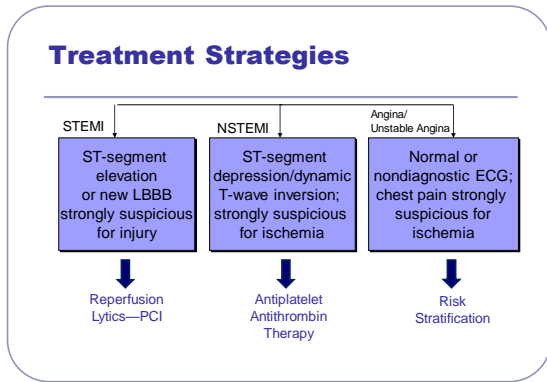 Treatment Strategies
STEMI
ST-segment
elevation
or new LBBB
strongly suspicious
for injury
Reperfusion
Lytics—PCI
NSTEMI
ST-segment
depression/dynamic
T-wave inversion;
strongly suspicious
for ischemia
Antiplatelet
Antithrombin
Therapy
Angina/
Unstable Angina
Normal or
nondiagnostic ECG;
chest pain strongly
suspicious for
ischemia
Risk
Stratification